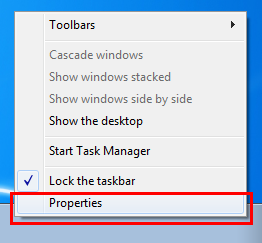 Toolbars
Cascade windows
Show windows stacked
Show windows side by side
Show the desktop
Start Task Manager
Lock the taskbar
Properties